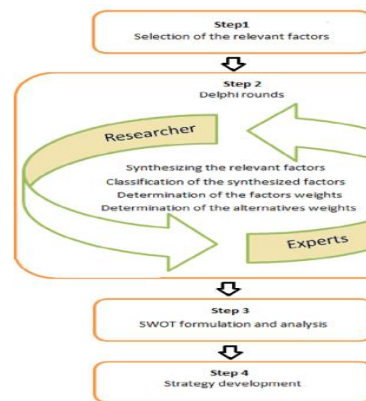 Step1
Selection of the relevant factors
Step 2
Delphi rounds
Researcher
Synthesizing the relevant factors
Classification of the synthesized factors
Determination of the factors weights
Determination of the alternatives weights
Experts
Step 3
SWOT formulation and analysis
Step 4
Strategy development